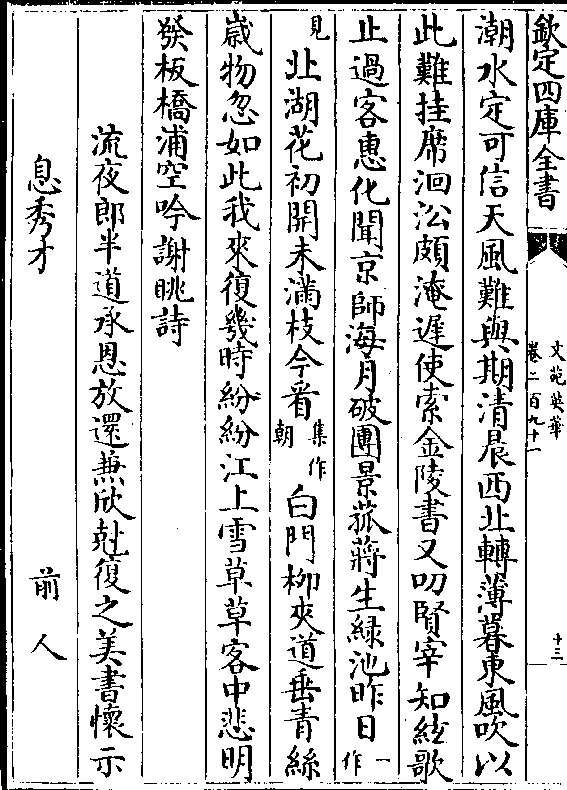 欽定四庫全書
文苑英華
卷二百九十一
十三
潮水定可信天風難與期清晨西北轉薄暮東風吹以
此難挂席洄㳂頗淹遲使索金陵書又叨賢宰知絃歌
止過客惠化聞京師海月破團景菰蔣生緑池昨日一作
見北湖花初開未滿枝今看集作朝白門柳夾道垂青絲
歳物忽如此我來復幾時紛紛江上雪草草客中悲明
發板橋浦空吟謝眺詩
流夜郎半道承恩放還兼欣尅復之美書懷示
息秀才
前人